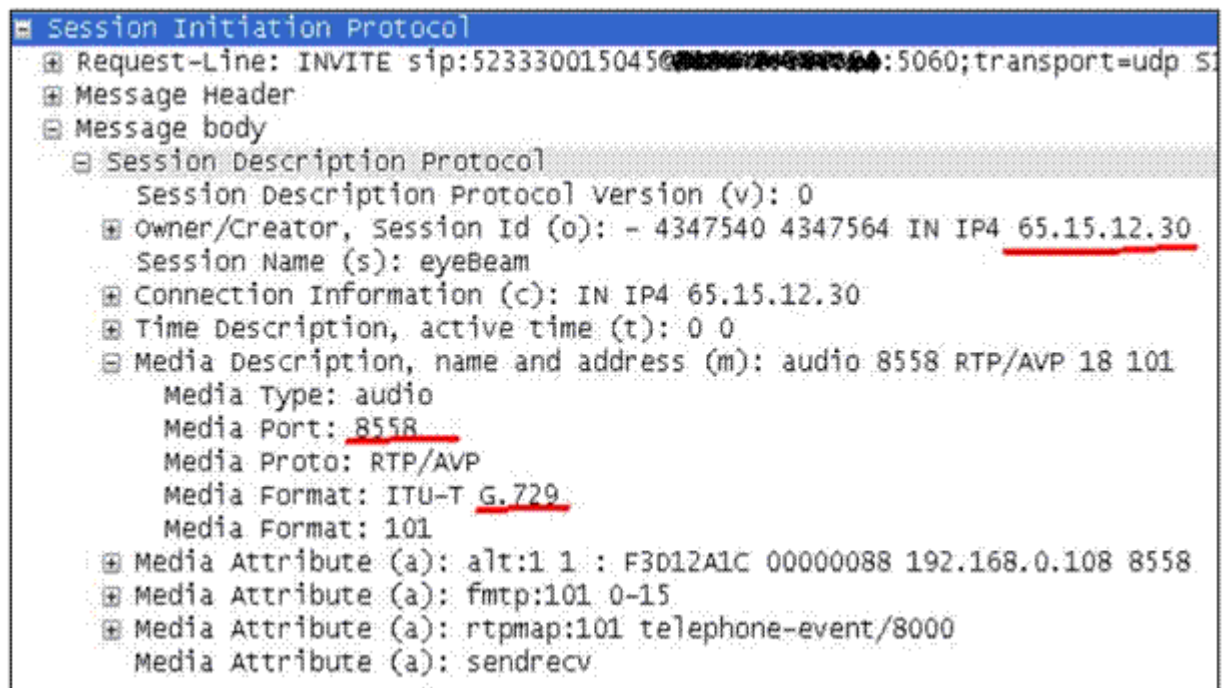 Session Initiation Protocol
Request-Line: INVITE sip:523330015045@ :5060;transport=udp
Message Header
Message body
Session Description Protocol
Session Description Protocol Version (v): 0
Owner/Creator, Session Id (o): - 4347540 4347564 IN IP4 65.15.12.30
Session Name (s): eyeBeam
Connection Information (c): IN IP4 65.15.12.30
Time Description, active time (t): 0 0
Media Description, name and address (m): audio 8558 RTP/AVP 18 101
Media Type: audio
Media Port: 8558
Media Proto: RTP/AVP
Media Format: ITU-T G.729
Media Format: 101
Media Attribute (a): alt:1 1 : F3D12A1C 00000088 192.168.0.108 8558
Media Attribute (a): fmtp:101 0-15
Media Attribute (a): rtpmap:101 telephone-event/8000
Media Attribute (a): sendrecv